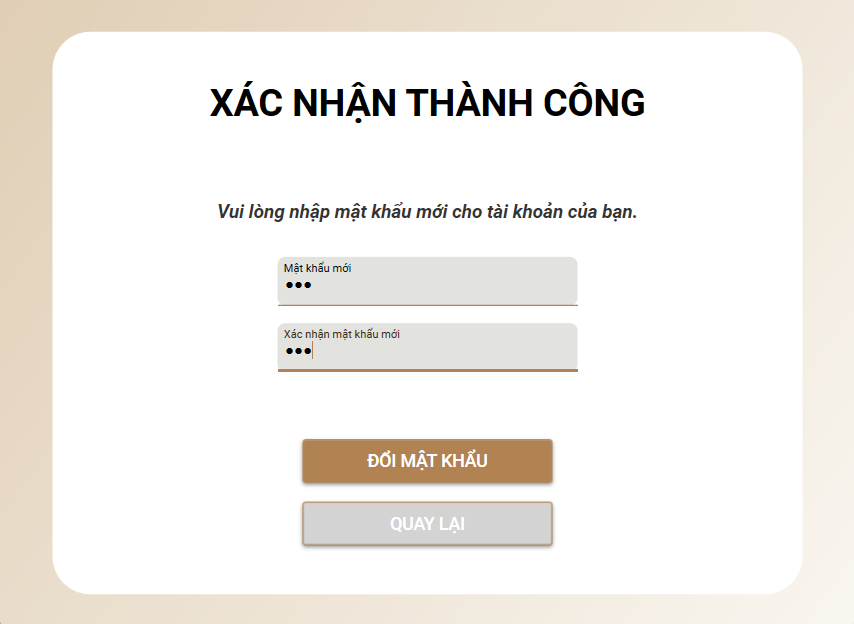 XÁC NHẬN THÀNH CÔNG
Vui lòng nhập mật khẩu mới cho tài khoản của bạn.
Mật khẩu mới
●●●
Xác nhận mật khẩu mới
●●●
ĐỔI MẬT KHẨU
QUAY LẠI